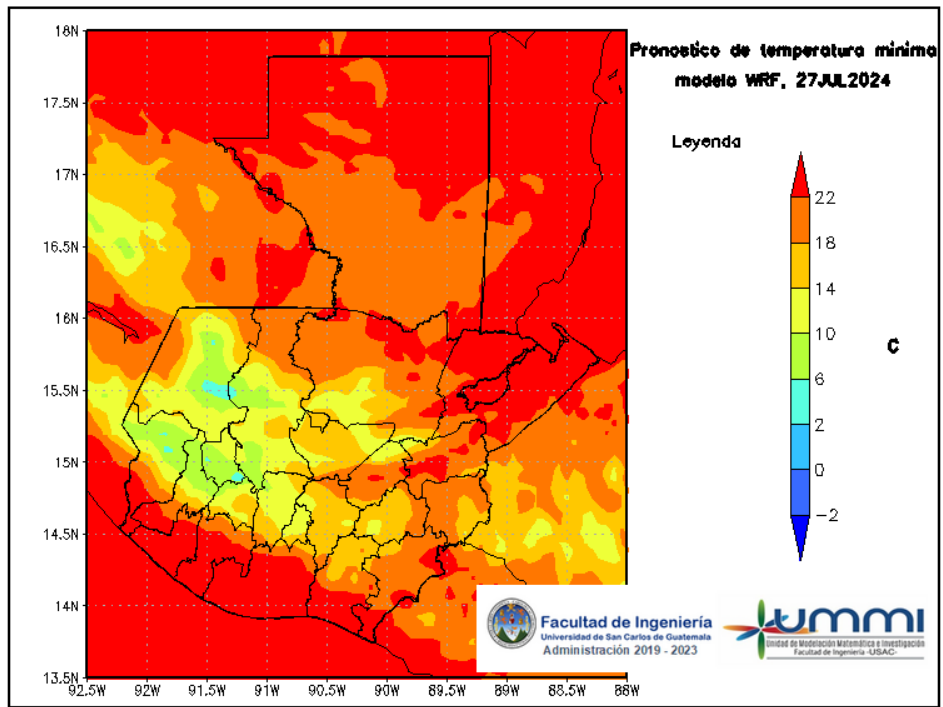 Pronostico de temperatura minima
modelo WRF, 27JUL2024
Leyenda
22
18
14
10
6
2
0
-2
C
18N
17.5N
17N
16.5N
16N
15.5N
15N
14.5N
14N
13.5N
92.5W 92W 91.5W 91W 90.5W 90W 89.5W 89W 88.5W 88W
Facultad de Ingeniería
Universidad de San Carlos de Guatemala
Administración 2019 - 2023
UMMI
Unidad de Modelación Matemática e Investigación
Facultad de Ingeniería -USAC-